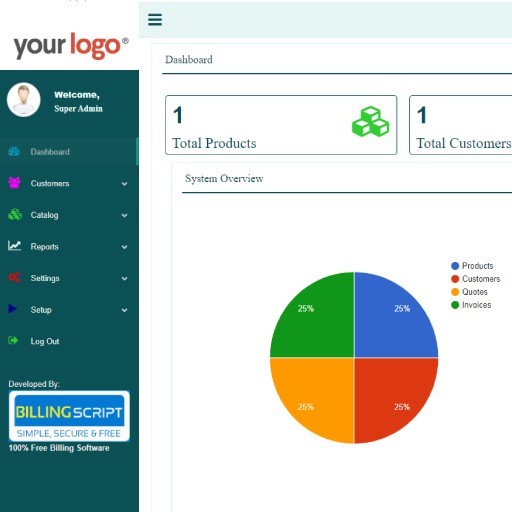 your logo®
Welcome,
Super Admin
Dashboard
Customers
Catalog
Reports
Settings
Setup
Log Out
Developed By:
BILLING SCRIPT
SIMPLE, SECURE & FREE
100% Free Billing Software
Dashboard
1
Total Products
1
Total Customers
System Overview
Products
Customers
Quotes
Invoices
25%
25%
25%
25%